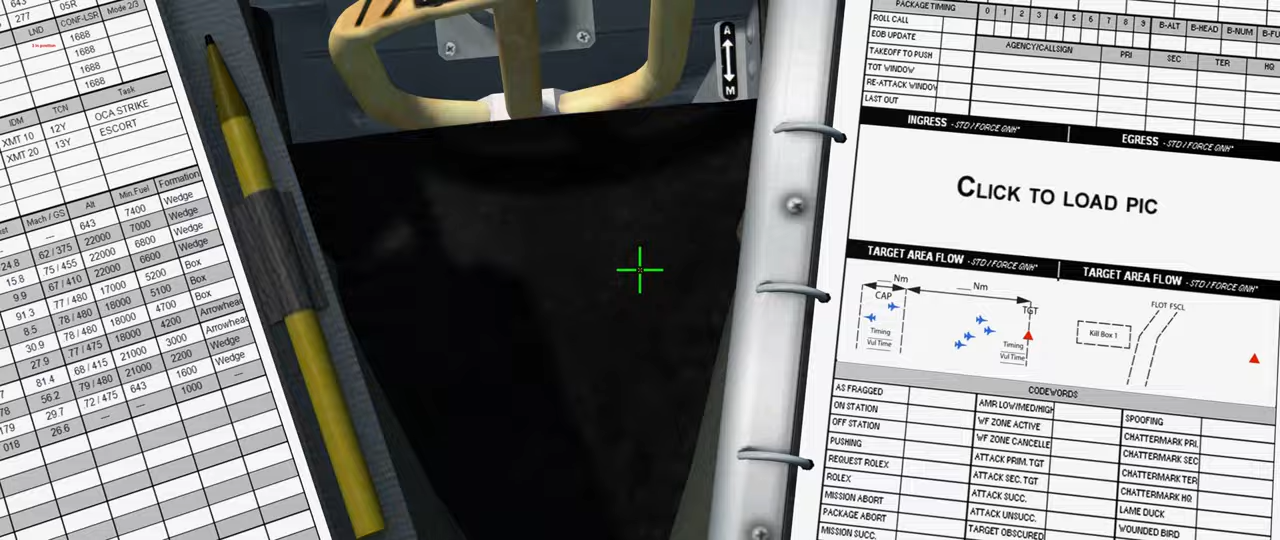 643
05R
LND CONF-LSR Mode 2/3
1688
1688
1688
1688
IDM TCN Task
XMT 10 12Y OCA STRIKE
XMT 20 13Y ESCORT
Mach / GS Alt Min.Fuel Formation
— 643 7400 Wedge
24.8 62 / 375 22000 7000 Wedge
15.8 75 / 455 22000 6800 Wedge
9.9 67 / 410 22000 6600 Wedge
91.3 77 / 480 17000 5200 Box
8.5 78 / 480 18000 5100 Box
30.9 78 / 480 18000 4700 Box
27.9 77 / 475 18000 4200 Arrowhead
81.4 68 / 415 21000 3000 Arrowhea
56.2 79 / 480 21000 2200 Wedge
29.7 72 / 475 643 1600 Wedge
018 26.6 — — 1000 —
A
M
PACKAGE TIMING 0 1 2 3 4 5 6 7 8 9 B-ALT B-HEAD B-NUM B-FU
ROLL CALL
EOB UPDATE AGENCY/CALLSIGN PRI SEC TER HQ
TAKEOFF TO PUSH
TOT WINDOW
RE-ATTACK WINDOW
LAST OUT
INGRESS - STD / FORCE QNH" EGRESS - STD / FORCE QNH"
CLICK TO LOAD PIC
TARGET AREA FLOW - STD / FORCE QNH" TARGET AREA FLOW - STD / FORCE QNH"
Nm Nm
CAP TGT FLOT FSCL
Kill Box 1
Timing
Vul Time
Timing
Vul Time
CODEWORDS
AS FRAGGED AMR LOW/MED/HIGH SPOOFING
ON STATION WF ZONE ACTIVE CHATTERMARK PRI.
OFF STATION WF ZONE CANCELLE CHATTERMARK SEC
PUSHING ATTACK PRIM. TGT CHATTERMARK TER
REQUEST ROLEX ATTACK SEC. TGT CHATTERMARK HQ
ROLEX ATTACK SUCC. LAME DUCK
MISSION ABORT ATTACK UNSUCC. WOUNDED BIRD
PACKAGE ABORT TARGET OBSCURED
MISSION SUCC.